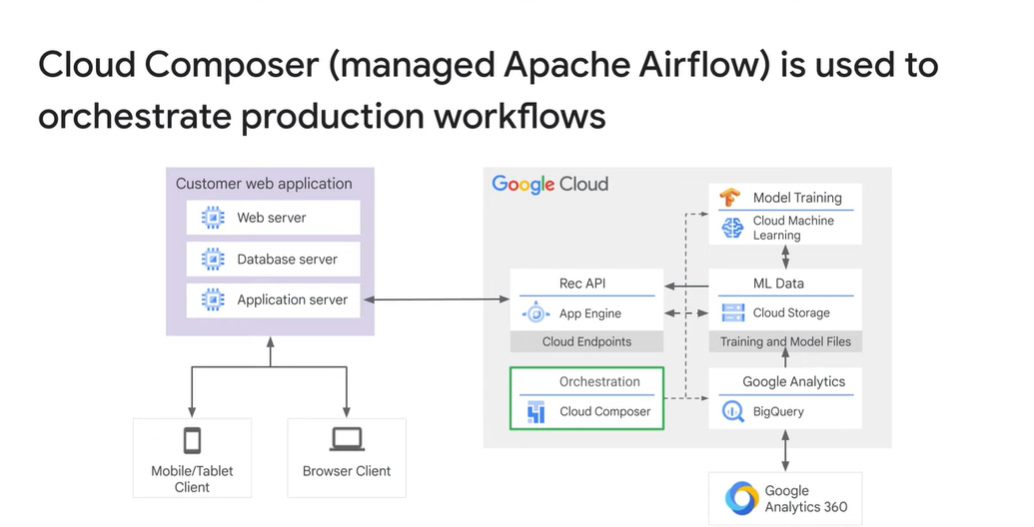 Cloud Composer (managed Apache Airflow) is used to
orchestrate production workflows
Customer web application
Web server
Database server
Application server
Mobile/Tablet
Client
Browser Client
Google Cloud
Rec API
App Engine
Cloud Endpoints
Orchestration
Cloud Composer
Model Training
Cloud Machine
Learning
ML Data
Cloud Storage
Training and Model Files
Google Analytics
BigQuery
Google
Analytics 360